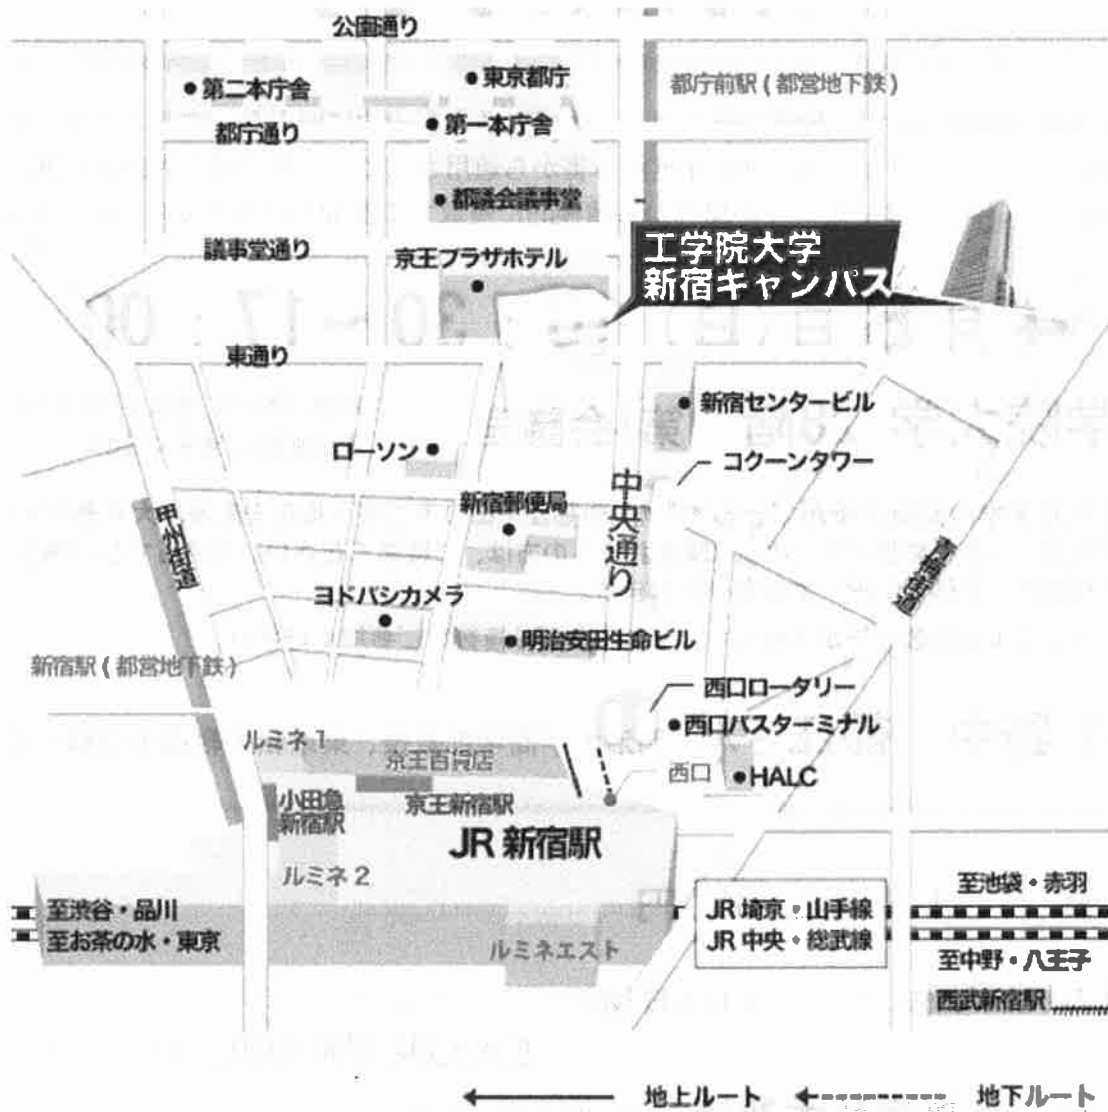 公園通り
第二本庁舎
東京都庁
都庁前駅(都営地下鉄)
第一本庁舎
都庁通り
都議会議事堂
工学院大学
新宿キャンパス
議事堂通り
京王プラザホテル
東通り
新宿センタービル
ローソン
コクーンタワー
中央通り
新宿郵便局
甲州街道
青梅街道
ヨドバシカメラ
明治安田生命ビル
新宿駅(都営地下鉄)
西口ロータリー
西口バスターミナル
ルミネ1
京王百貨店
西口
HALC
小田急
新宿駅
京王新宿駅
JR 新宿駅
ルミネ2
至池袋・赤羽
至渋谷・品川
JR 埼京・山手線
至お茶の水・東京
JR 中央・総武線
ルミネエスト
至中野・八王子
西武新宿駅
地上ルート
地下ルート